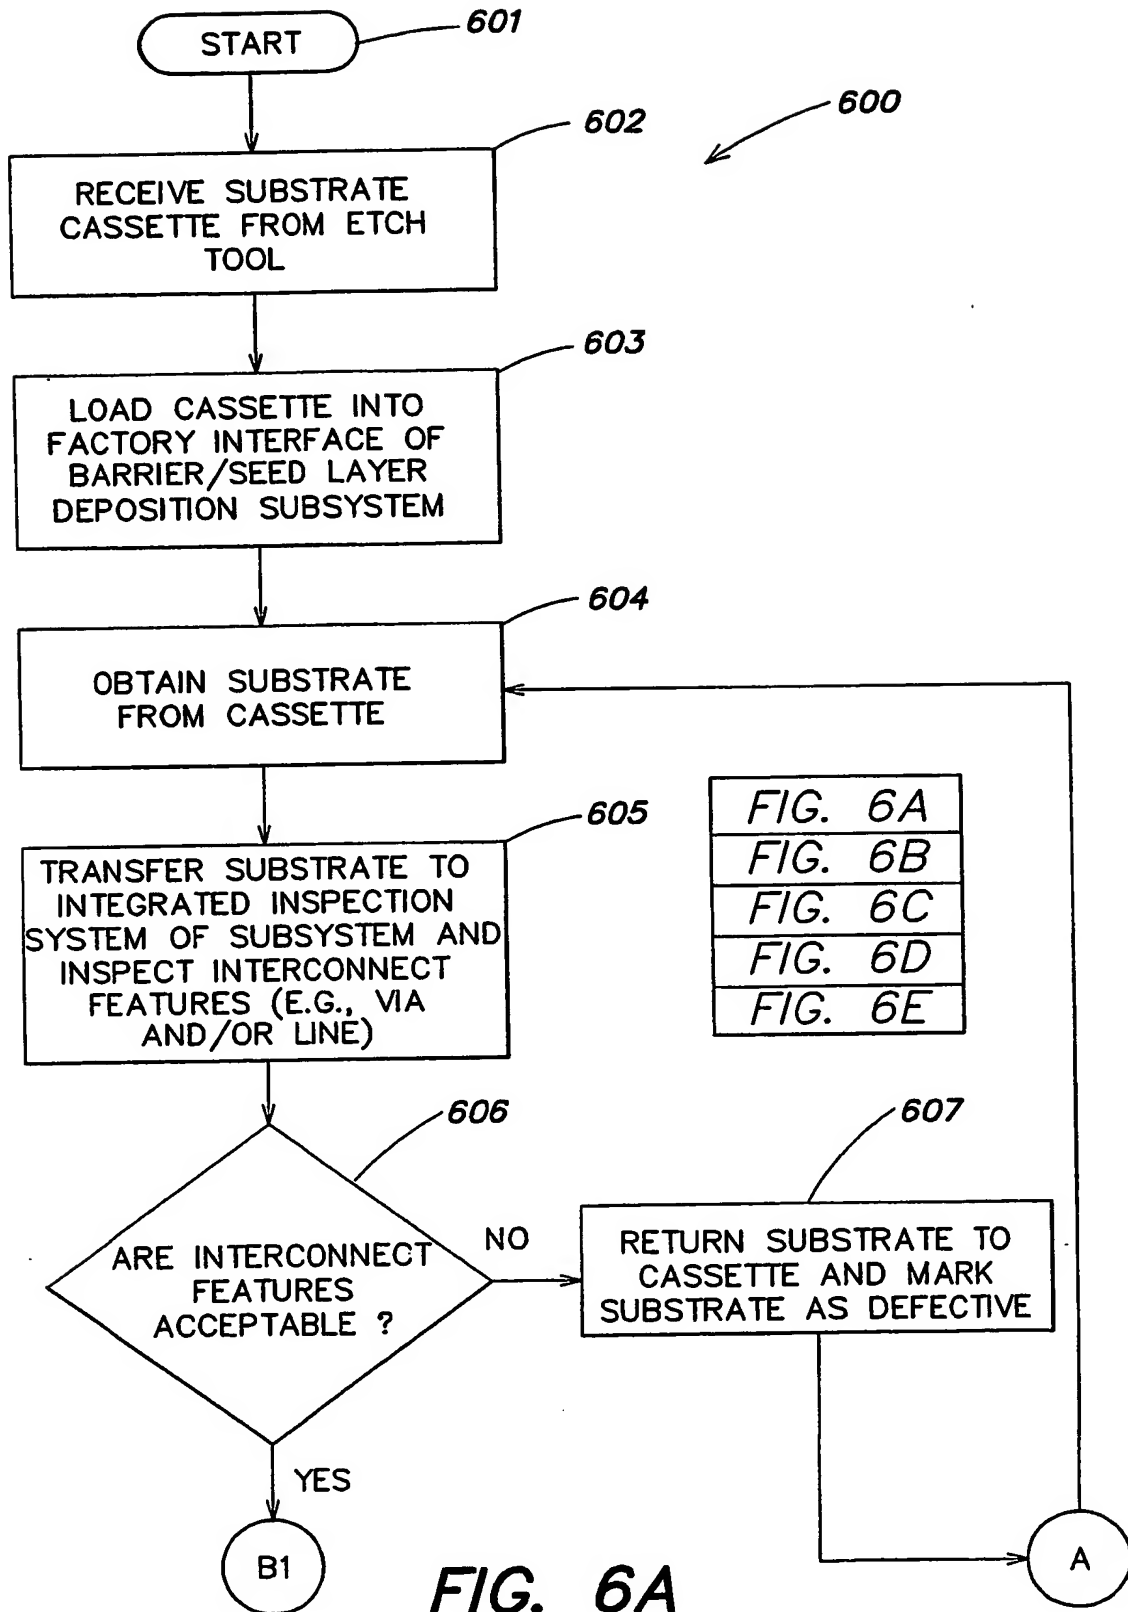 START
601
600
602
RECEIVE SUBSTRATE
CASSETTE FROM ETCH
TOOL
603
LOAD CASSETTE INTO
FACTORY INTERFACE OF
BARRIER/SEED LAYER
DEPOSITION SUBSYSTEM
604
OBTAIN SUBSTRATE
FROM CASSETTE
605
TRANSFER SUBSTRATE TO
INTEGRATED INSPECTION
SYSTEM OF SUBSYSTEM AND
INSPECT INTERCONNECT
FEATURES (E.G., VIA
AND/OR LINE)
FIG. 6A
FIG. 6B
FIG. 6C
FIG. 6D
FIG. 6E
606
ARE INTERCONNECT
FEATURES
ACCEPTABLE ?
NO
607
RETURN SUBSTRATE TO
CASSETTE AND MARK
SUBSTRATE AS DEFECTIVE
YES
B1
A
FIG. 6A